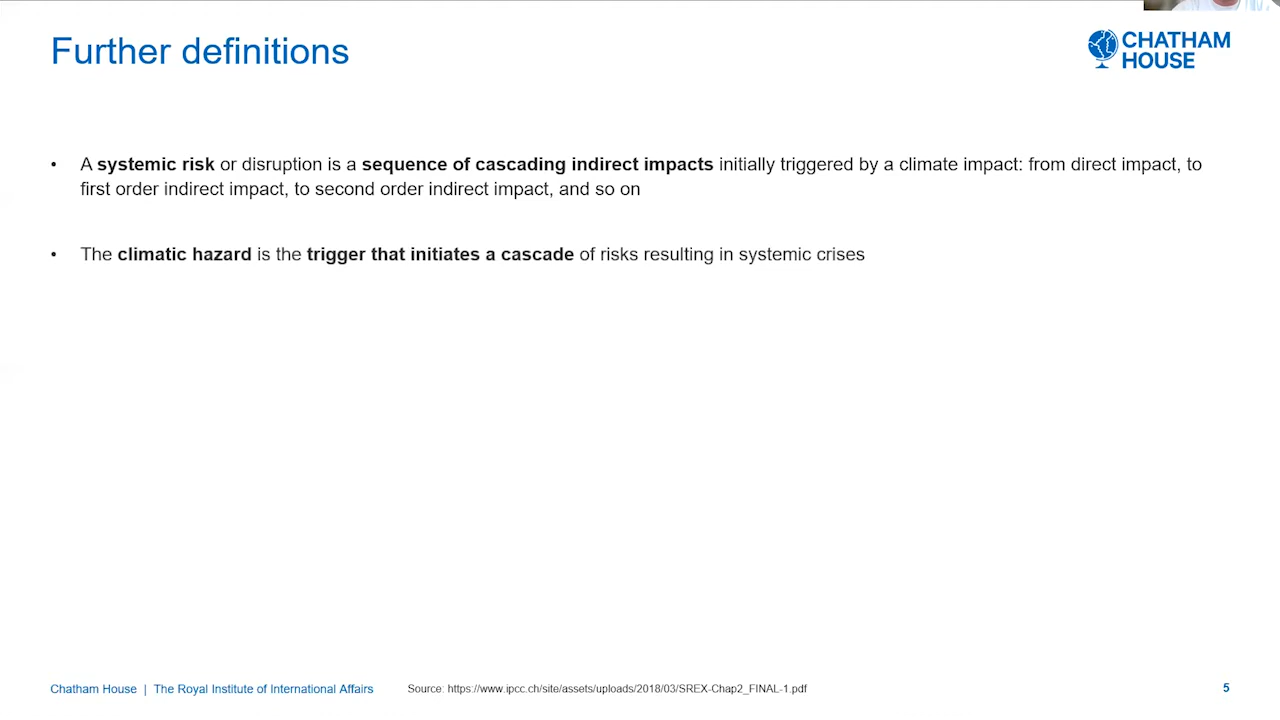 Further definitions
CHATHAM
HOUSE
• A systemic risk or disruption is a sequence of cascading indirect impacts initially triggered by a climate impact: from direct impact, to
first order indirect impact, to second order indirect impact, and so on
• The climatic hazard is the trigger that initiates a cascade of risks resulting in systemic crises
Chatham House | The Royal Institute of International Affairs
Source: https://www.ipcc.ch/site/assets/uploads/2018/03/SREX-Chap2_FINAL-1.pdf
5